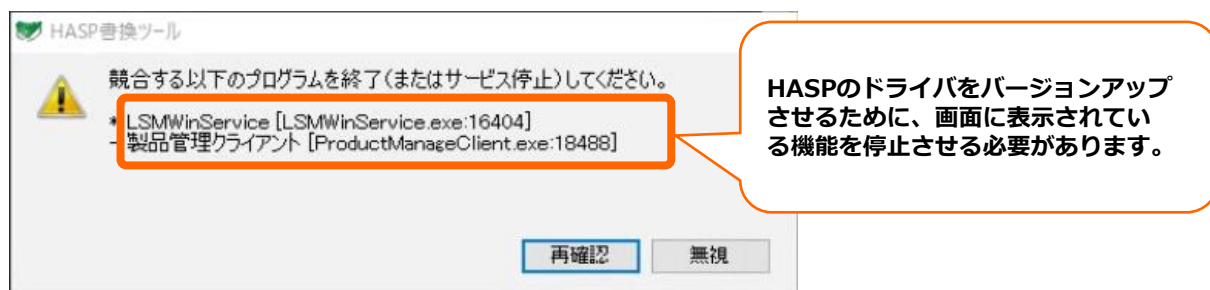 HASP書換ツール
競合する以下のプログラムを終了(またはサービス停止)してください。
* LSMWinService [LSMWinService.exe:16404]
- 製品管理クライアント [ProductManageClient.exe:18488]
再確認
無視
HASPのドライバをバージョンアップ
させるために、画面に表示されてい
る機能を停止させる必要があります。